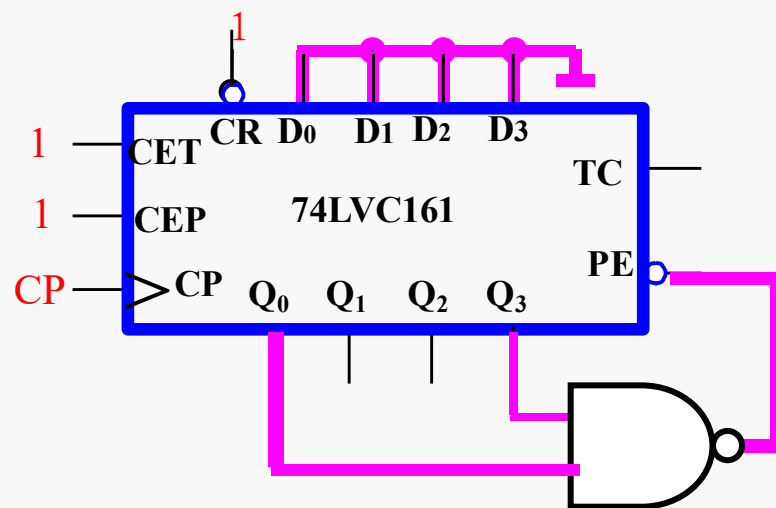 1
CR D₀ D₁ D₂ D₃
1 CET
TC
1 CEP 74LVC161
PE
CP CP
Q₀ Q₁ Q₂ Q₃